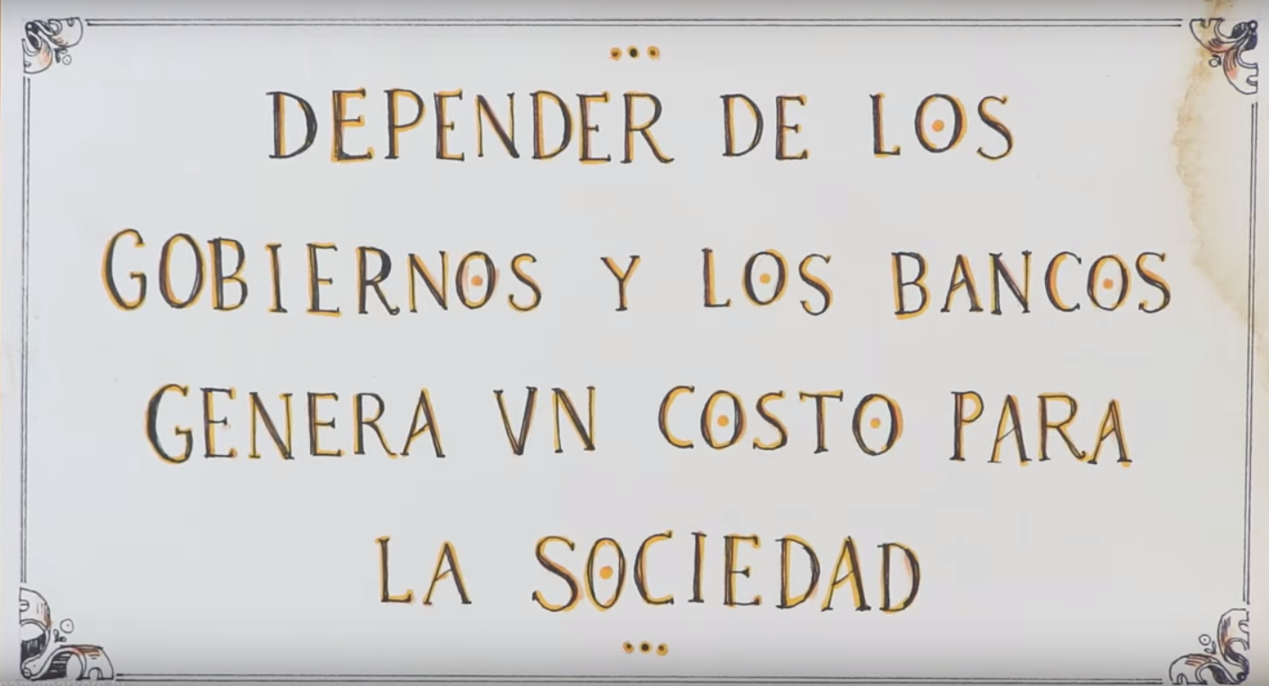 DEPENDER DE LOS
GOBIERNOS Y LOS BANCOS
GENERA VN COSTO PARA
LA SOCIEDAD